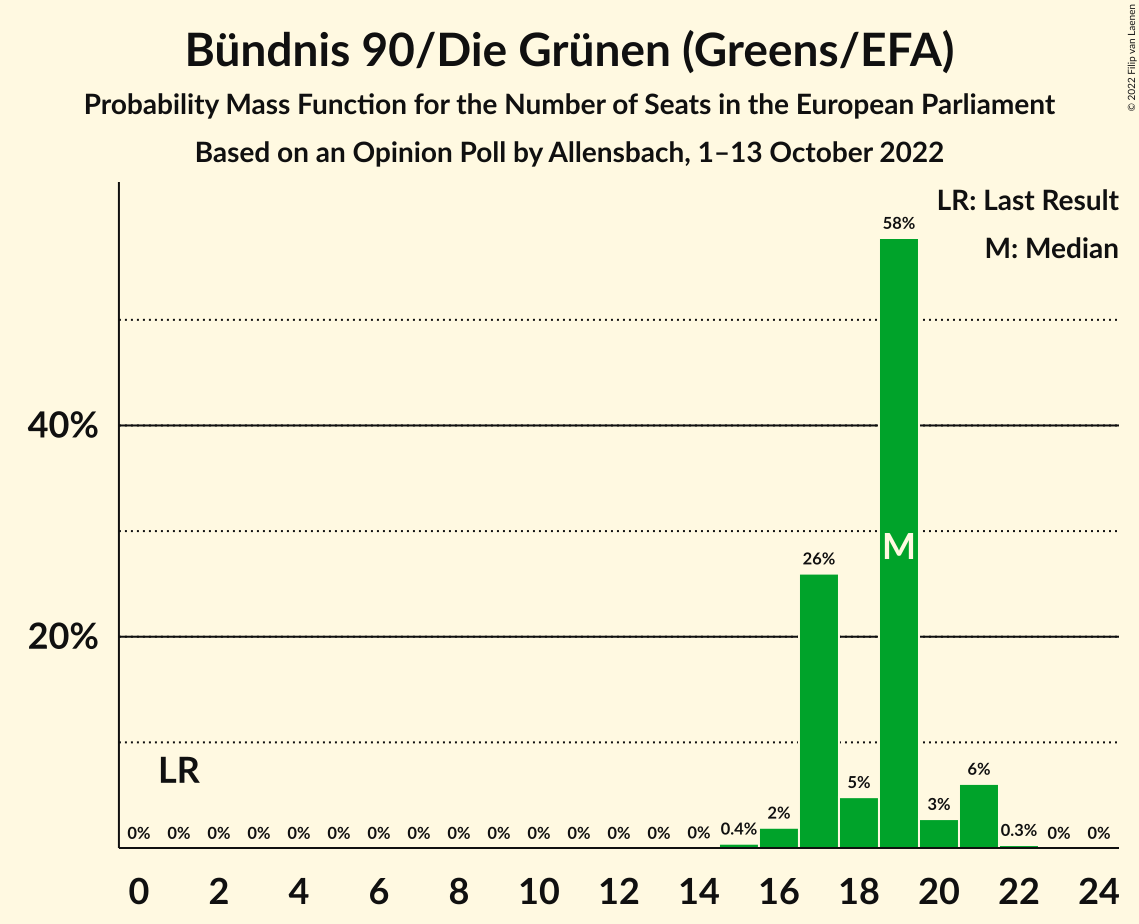 Bündnis 90/Die Grünen (Greens/EFA)
Probability Mass Function for the Number of Seats in the European Parliament
Based on an Opinion Poll by Allensbach, 1–13 October 2022
© 2022 Filip van Laenen
LR: Last Result
M: Median
58%
40%
M
26%
20%
LR
6%
5%
3%
2%
0% 0% 0% 0% 0% 0% 0% 0% 0% 0% 0% 0% 0% 0% 0% 0.4% 0.3% 0% 0%
0 2 4 6 8 10 12 14 16 18 20 22 24